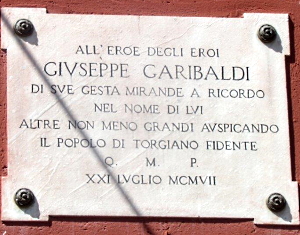 ALL'EROE DEGLI EROI
GIVSEPPE GARIBALDI
DI SVE GESTA MIRANDE A RICORDO
NEL NOME DI LVI
ALTRE NON MENO GRANDI AVSPICANDO
IL POPOLO DI TORGIANO FIDENTE
Q. M. P.
XXI LVGLIO MCMVII